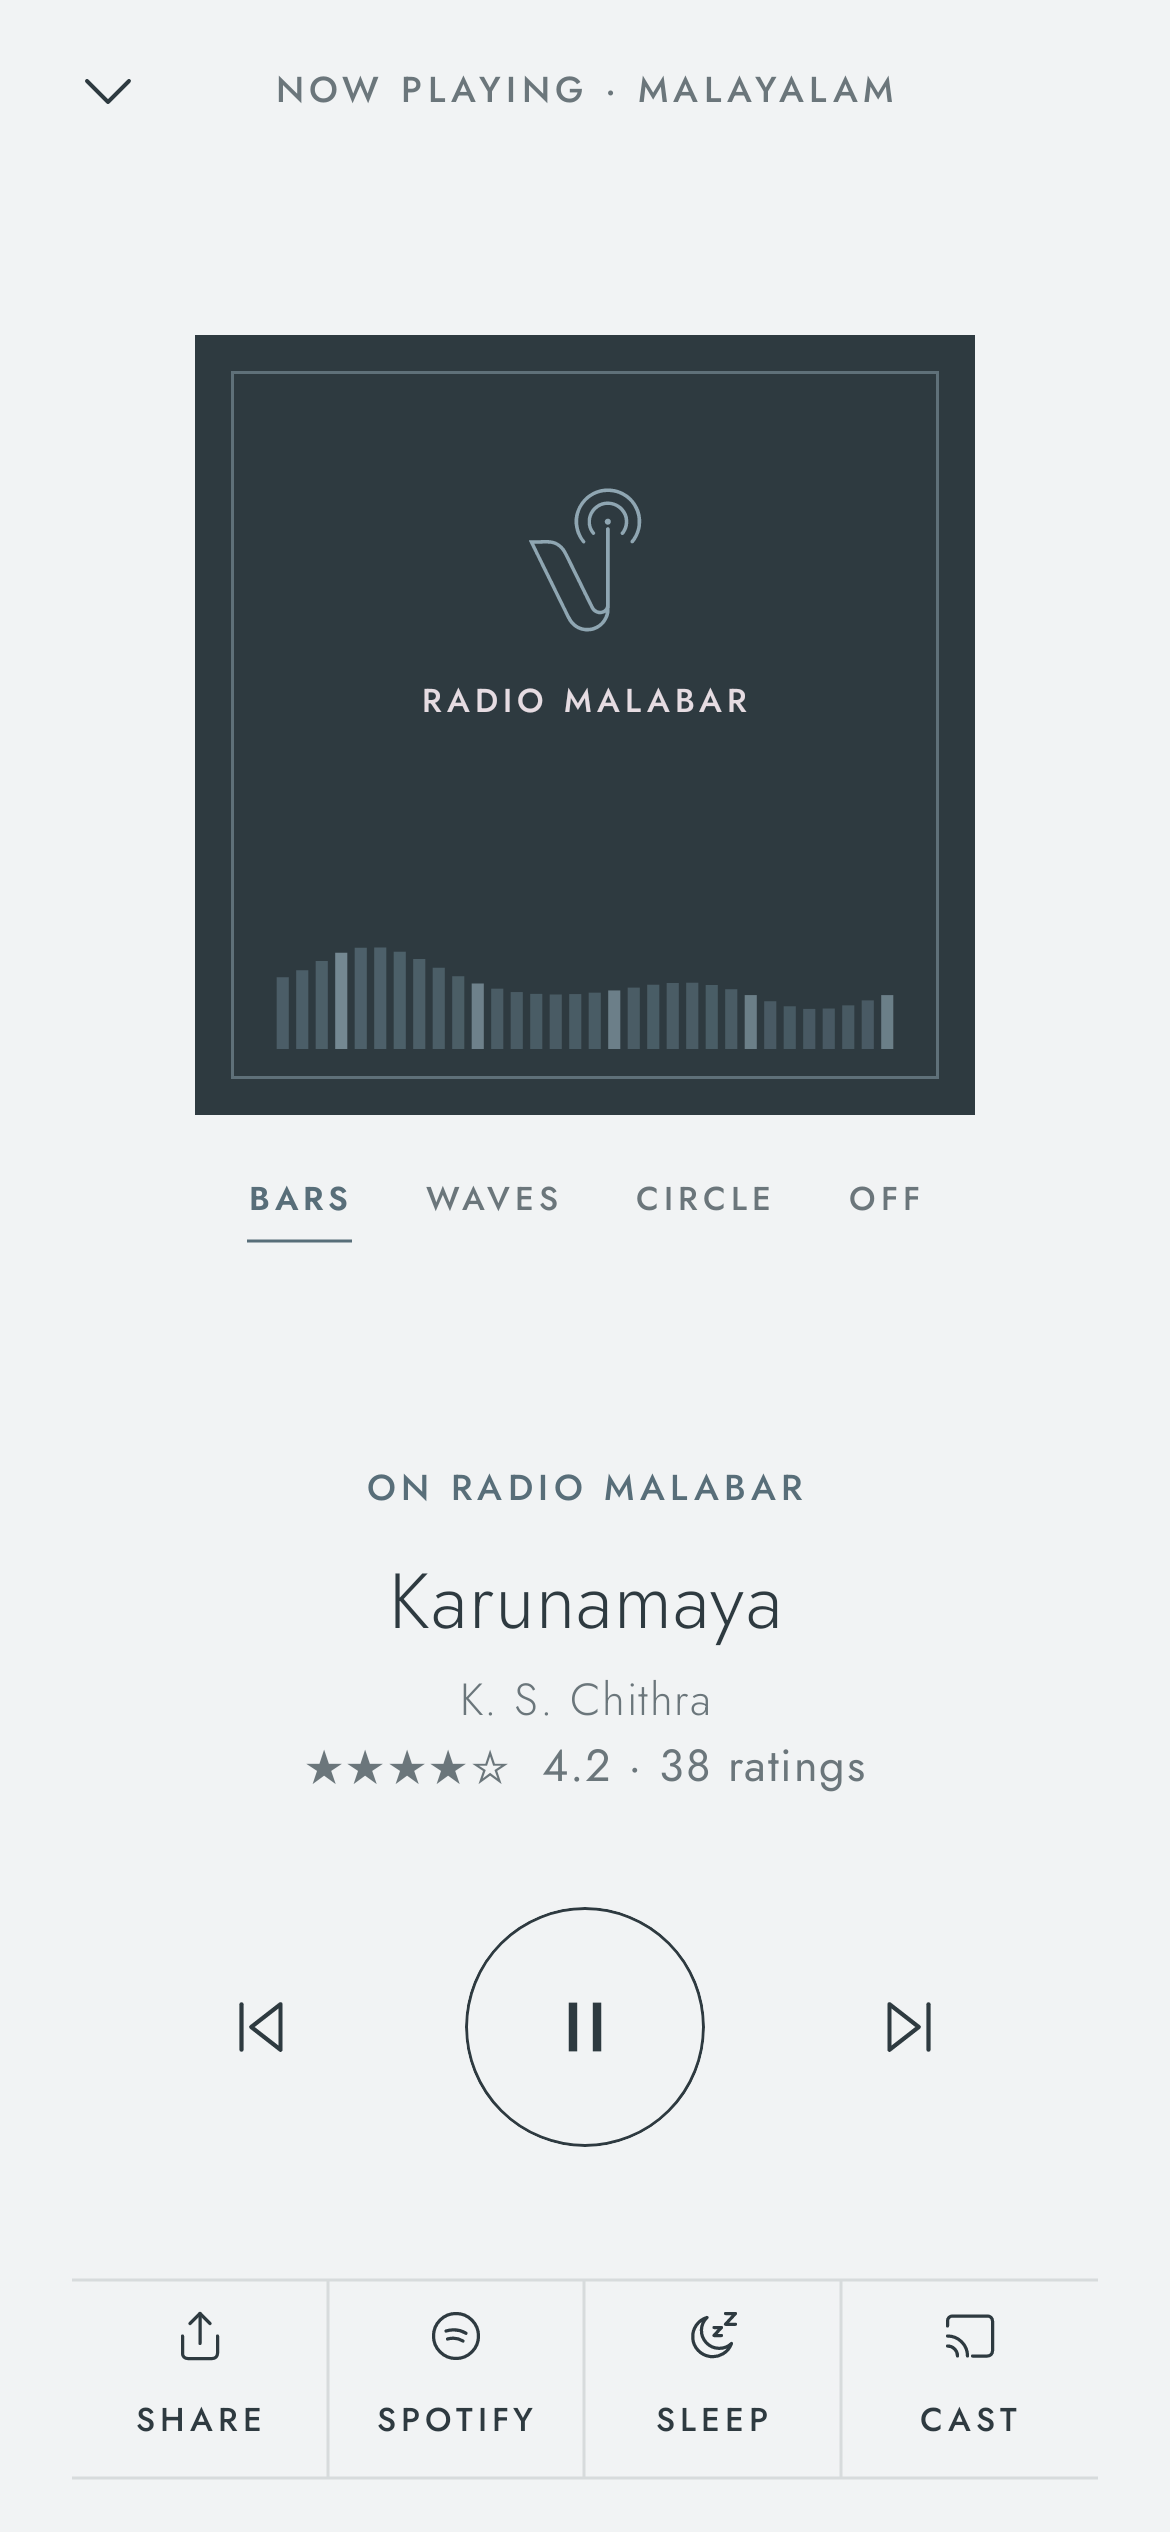 NOW PLAYING · MALAYALAM
RADIO MALABAR
BARS WAVES CIRCLE OFF
ON RADIO MALABAR
Karunamaya
K. S. Chithra
★★★★☆ 4.2 · 38 ratings
SHARE SPOTIFY SLEEP CAST